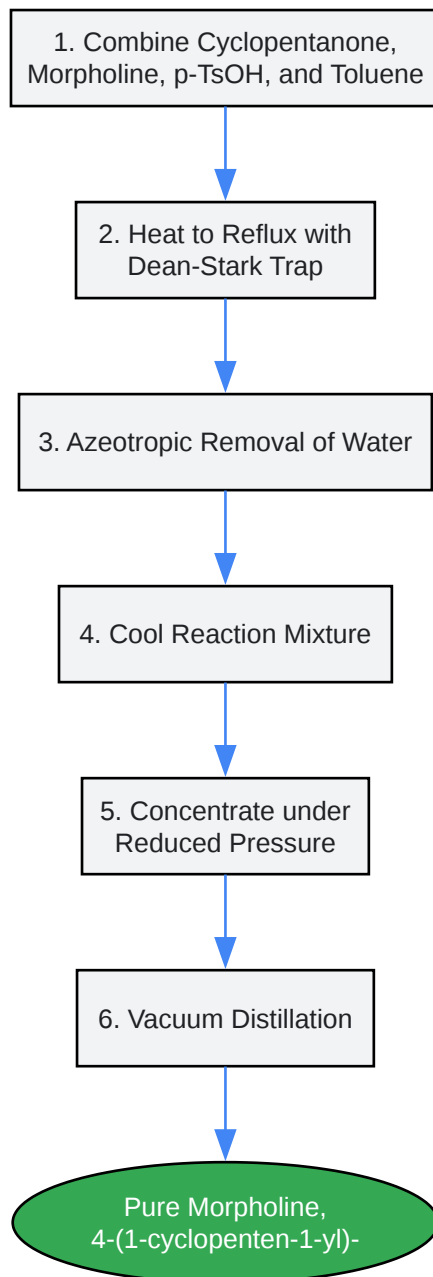 1. Combine Cyclopentanone,
Morpholine, p-TsOH, and Toluene
2. Heat to Reflux with
Dean-Stark Trap
3. Azeotropic Removal of Water
4. Cool Reaction Mixture
5. Concentrate under
Reduced Pressure
6. Vacuum Distillation
Pure Morpholine,
4-(1-cyclopenten-1-yl)-